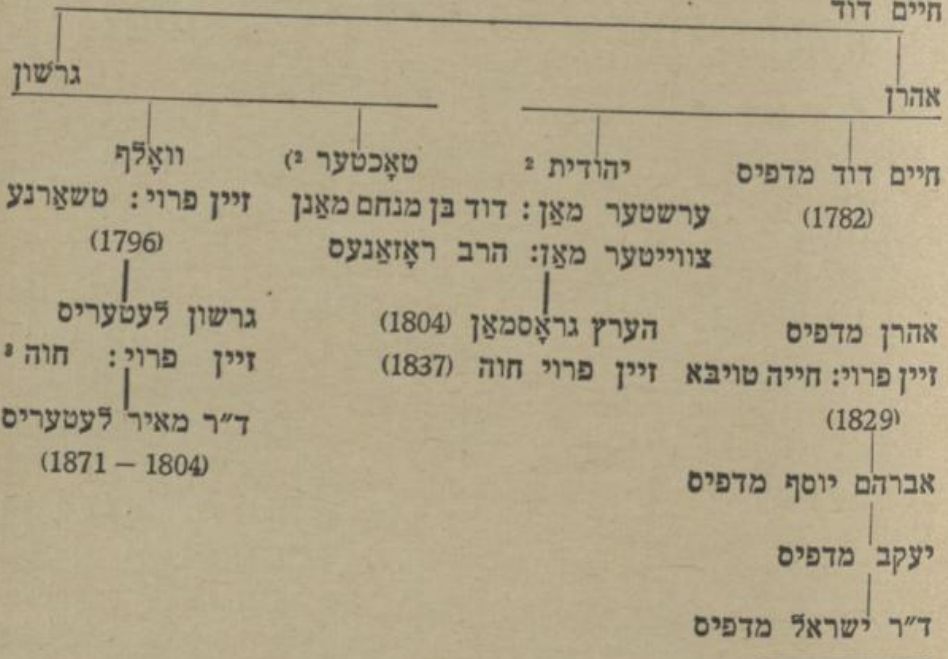 חיים דוד
אהרן גרשון
חיים דוד מדפיס יהודית ² טאָכטער ²) וואָלף
(1782) ערשטער מאַן: דוד בן מנחם מאַנן זיין פרוי: טשאַרנע
צווייטער מאַן: הרב ראָזאַנעס (1796)
אהרן מדפיס הערץ גראָסמאַן (1804) גרשון לעטעריס
זיין פרוי: חייה טויבא זיין פרוי חוה (1837) זיין פרוי: חוה ³
(1829) ד״ר מאיר לעטעריס
אברהם יוסף מדפיס (1804 – 1871)
יעקב מדפיס
ד״ר ישראל מדפיס